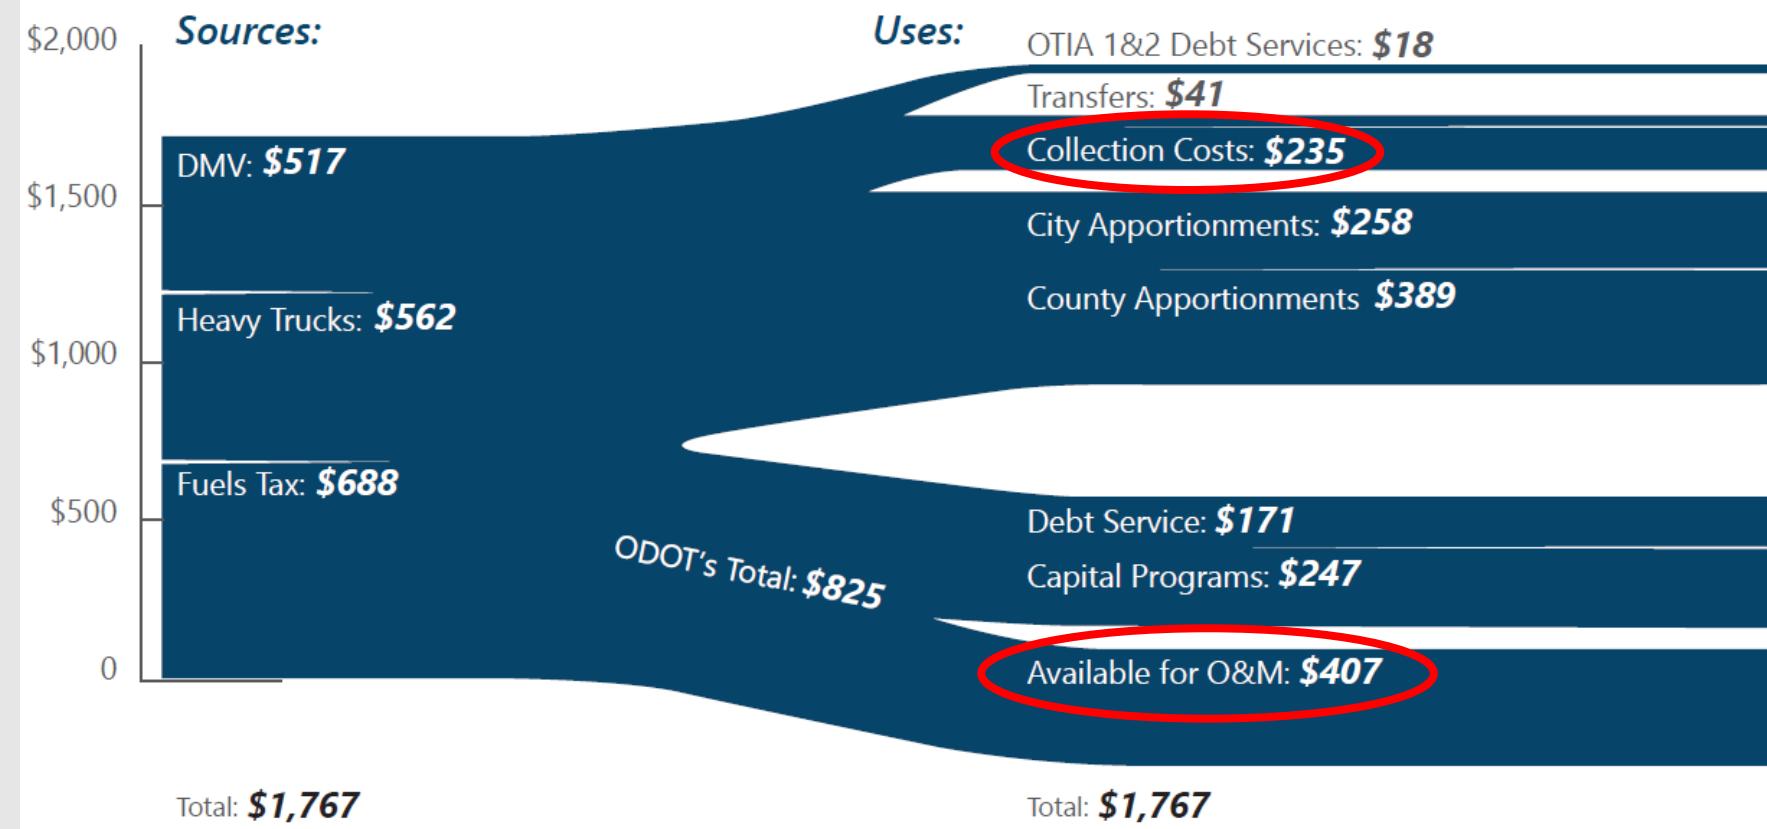 Sources:
Uses:
$2,000
$1,500
$1,000
$500
0
DMV: $517
Heavy Trucks: $562
Fuels Tax: $688
ODOT's Total: $825
OTIA 1&2 Debt Services: $18
Transfers: $41
Collection Costs: $235
City Apportionments: $258
County Apportionments $389
Debt Service: $171
Capital Programs: $247
Available for O&M: $407
Total: $1,767
Total: $1,767